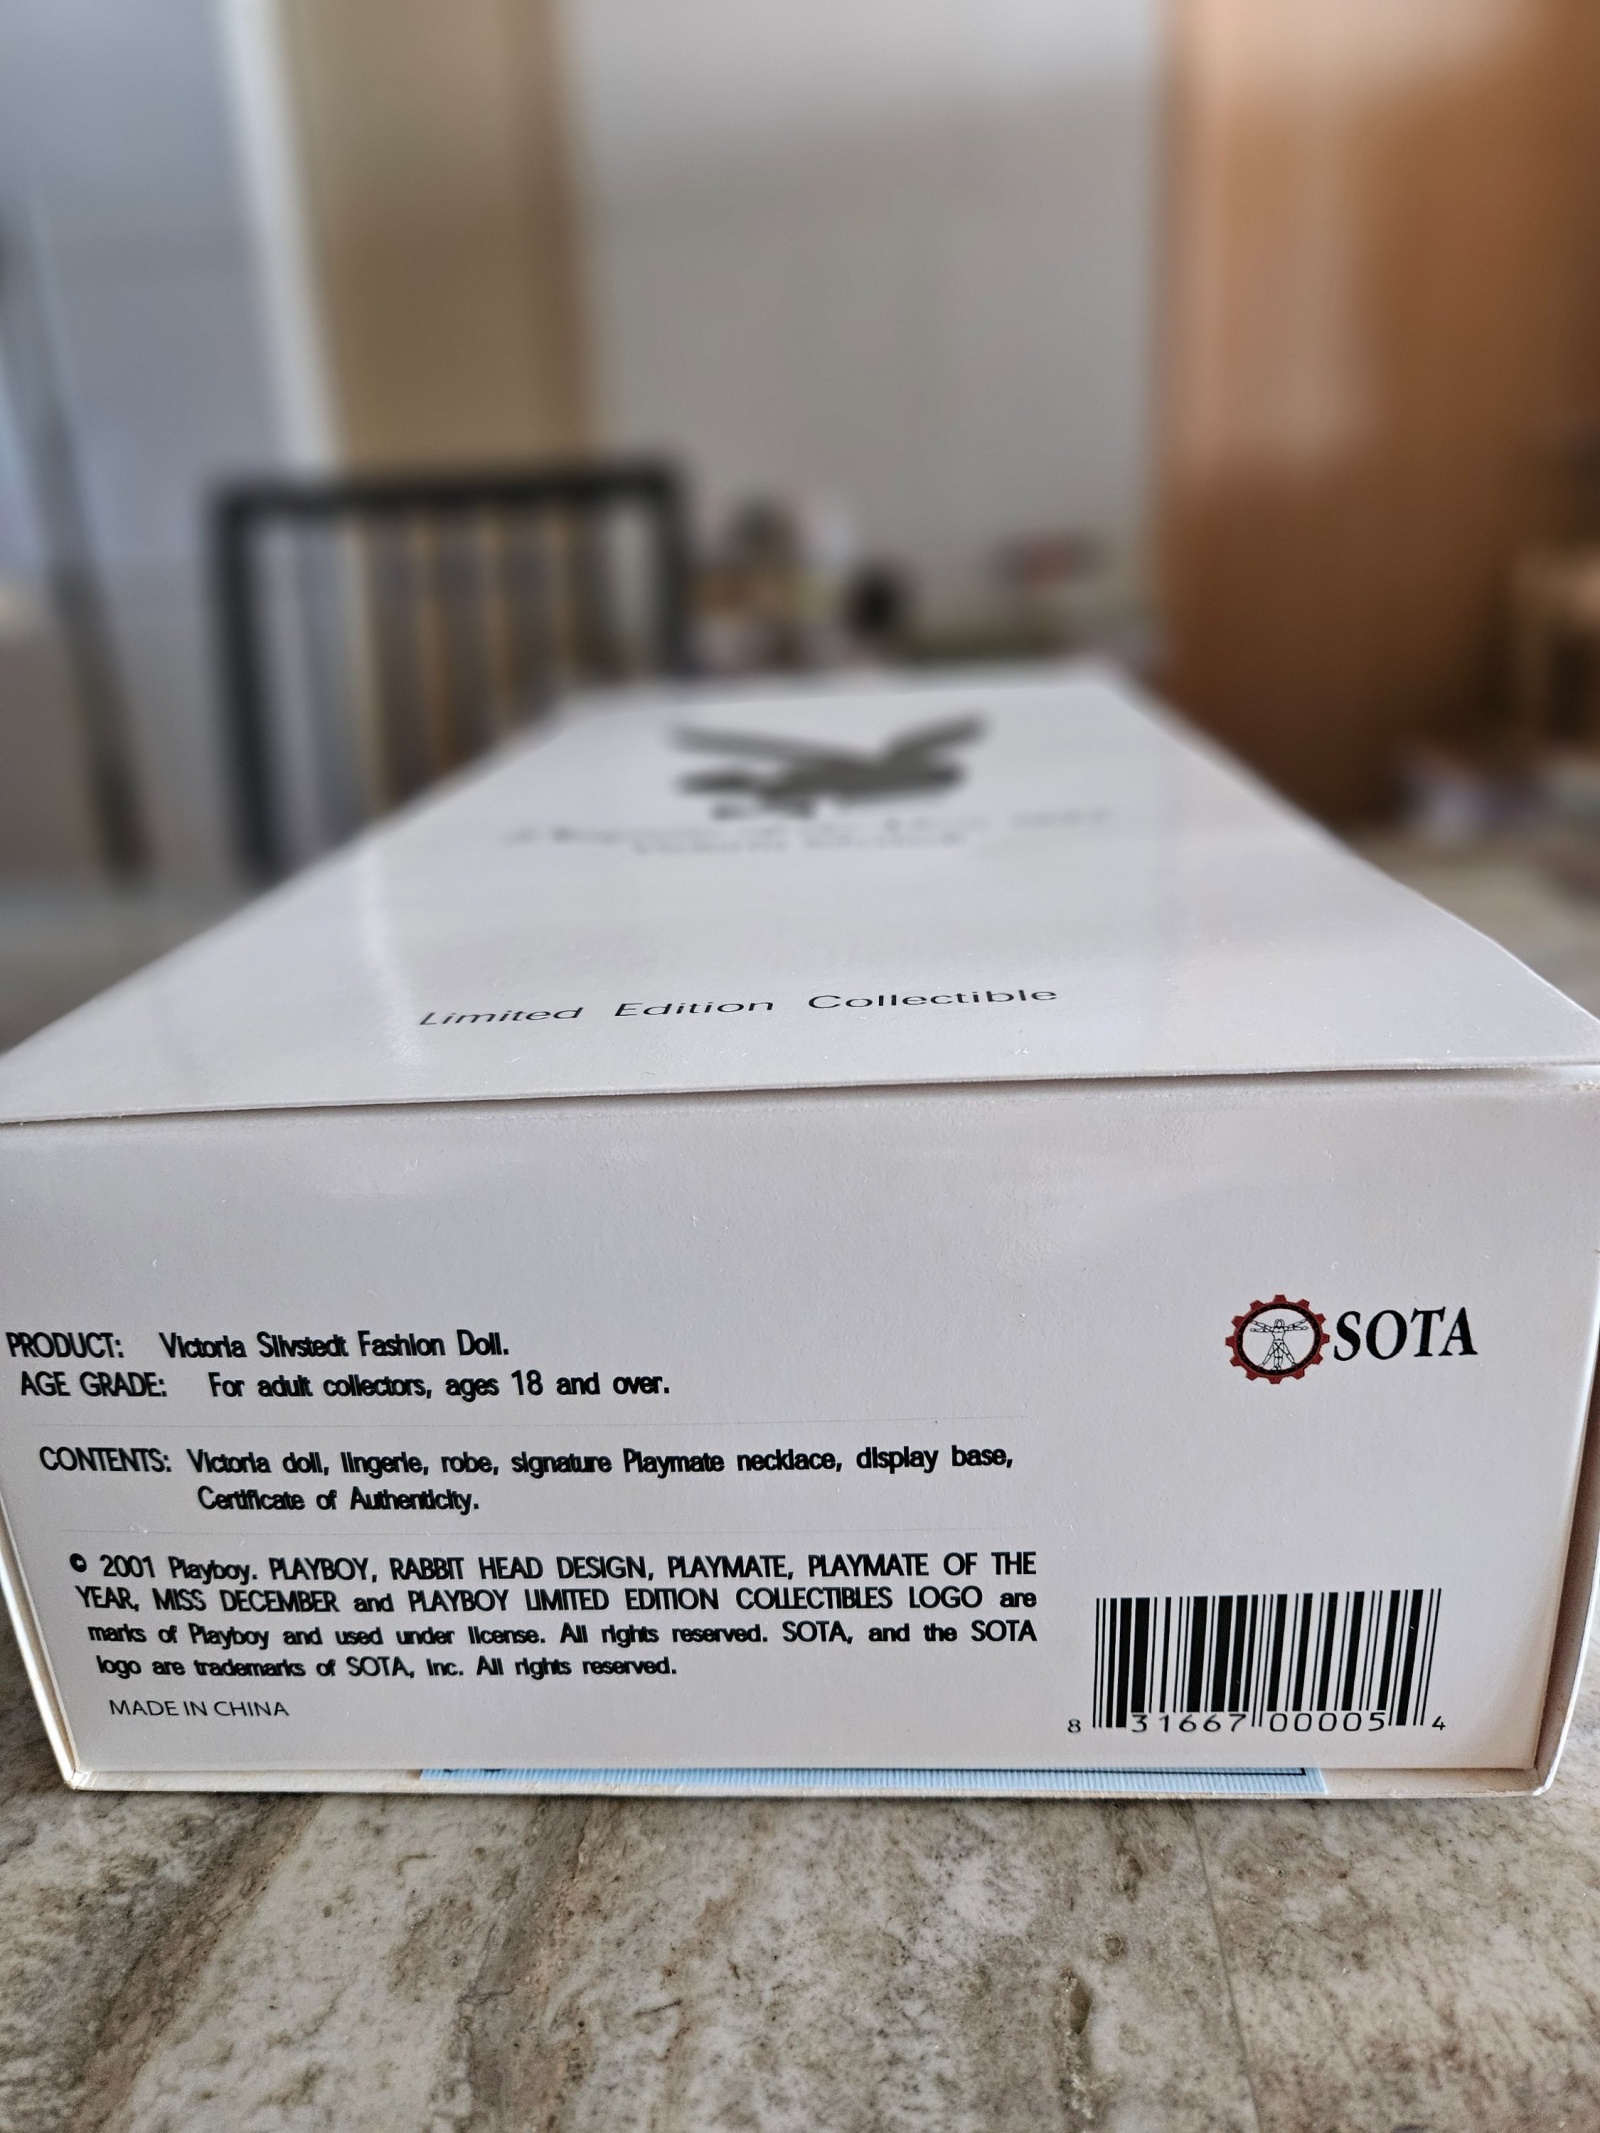 Limited Edition Collectible
SOTA
PRODUCT: Victoria Silvstedt Fashion Doll.
AGE GRADE: For adult collectors, ages 18 and over.
CONTENTS: Victoria doll, lingerie, robe, signature Playmate necklace, display base,
Certificate of Authenticity.
© 2001 Playboy. PLAYBOY, RABBIT HEAD DESIGN, PLAYMATE, PLAYMATE OF THE
YEAR, MISS DECEMBER and PLAYBOY LIMITED EDITION COLLECTIBLES LOGO are
marks of Playboy and used under license. All rights reserved. SOTA, and the SOTA
logo are trademarks of SOTA, Inc. All rights reserved.
MADE IN CHINA
8 31667 00005 4